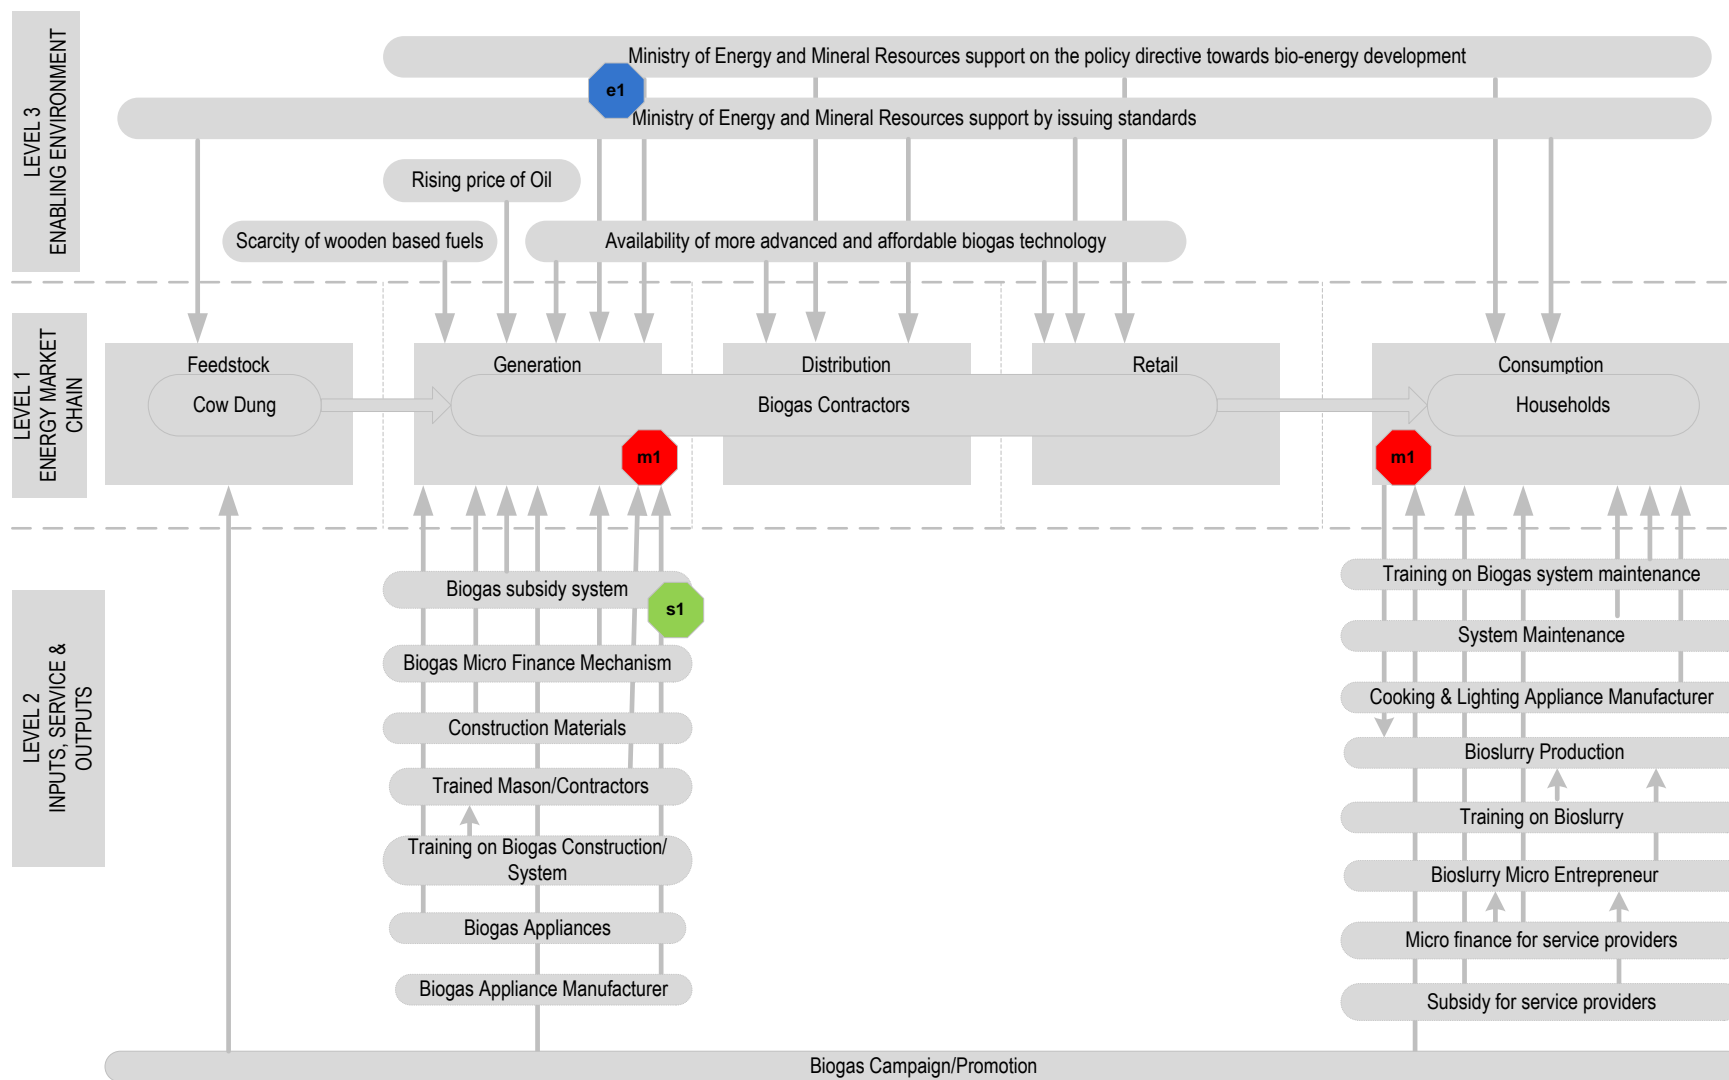 LEVEL 3
ENABLING ENVIRONMENT
Ministry of Energy and Mineral Resources support on the policy directive towards bio-energy development
e1
Ministry of Energy and Mineral Resources support by issuing standards
Rising price of Oil
Scarcity of wooden based fuels
Availability of more advanced and affordable biogas technology
LEVEL 1
ENERGY MARKET
CHAIN
Feedstock
Cow Dung
Generation
Distribution
Retail
Biogas Contractors
Consumption
Households
m1
m1
LEVEL 2
INPUTS, SERVICE &
OUTPUTS
Biogas subsidy system
s1
Biogas Micro Finance Mechanism
Construction Materials
Trained Mason/Contractors
Training on Biogas Construction/
System
Biogas Appliances
Biogas Appliance Manufacturer
Training on Biogas system maintenance
System Maintenance
Cooking & Lighting Appliance Manufacturer
Bioslurry Production
Training on Bioslurry
Bioslurry Micro Entrepreneur
Micro finance for service providers
Subsidy for service providers
Biogas Campaign/Promotion